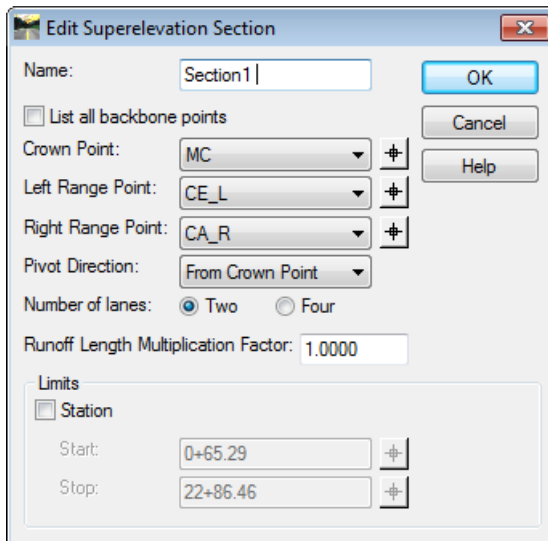 Edit Superelevation Section
Name: Section1 OK
List all backbone points
Cancel
Crown Point: MC
Help
Left Range Point: CE_L
Right Range Point: CA_R
Pivot Direction: From Crown Point
Number of lanes: Two Four
Runoff Length Multiplication Factor: 1.0000
Limits
Station
Start: 0+65.29
Stop: 22+86.46